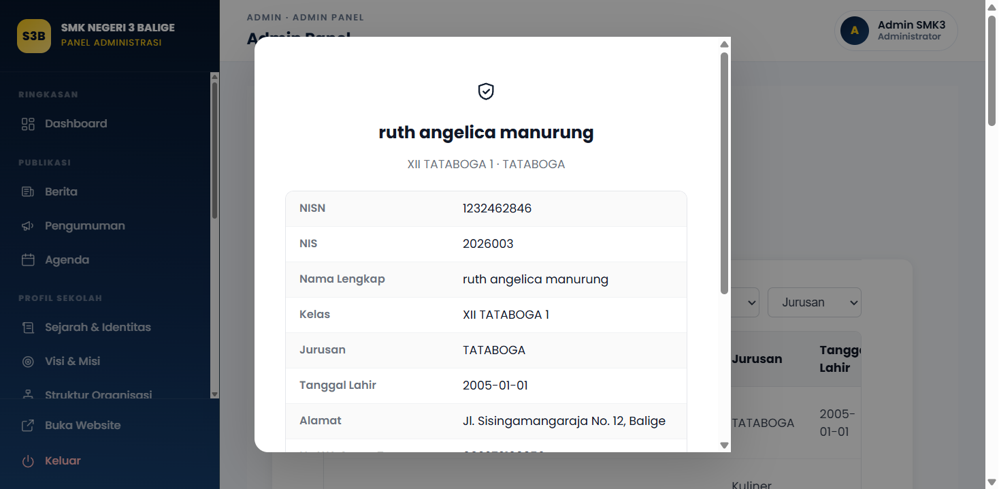 S3B
SMK NEGERI 3 BALIGE
PANEL ADMINISTRASI
RINGKASAN
Dashboard
PUBLIKASI
Berita
Pengumuman
Agenda
PROFIL SEKOLAH
Sejarah & Identitas
Visi & Misi
Struktur Organisasi
Buka Website
Keluar
ADMIN · ADMIN PANEL
Admin Panel
A
Admin SMK3
Administrator
ruth angelica manurung
XII TATABOGA 1 · TATABOGA
NISN 1232462846
NIS 2026003
Nama Lengkap ruth angelica manurung
Kelas XII TATABOGA 1
Jurusan TATABOGA
Tanggal Lahir 2005-01-01
Alamat Jl. Sisingamangaraja No. 12, Balige
Jurusan
Jurusan
Lahir
TATABOGA
2005-
01-01
Kuliner